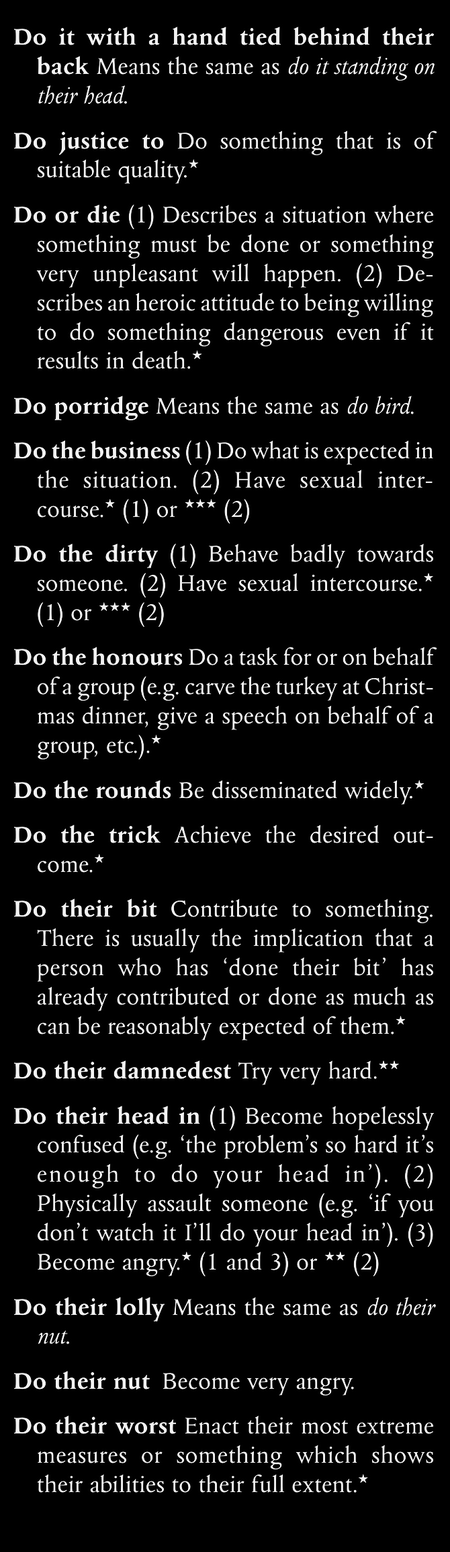 Do it with a hand tied behind their
back Means the same as do it standing on
their head.
Do justice to Do something that is of
suitable quality.★
Do or die (1) Describes a situation where
something must be done or something
very unpleasant will happen. (2) De-
scribes an heroic attitude to being willing
to do something dangerous even if it
results in death.★
Do porridge Means the same as do bird.
Do the business (1) Do what is expected in
the situation. (2) Have sexual inter-
course.★ (1) or ★★★ (2)
Do the dirty (1) Behave badly towards
someone. (2) Have sexual intercourse.★
(1) or ★★★ (2)
Do the honours Do a task for or on behalf
of a group (e.g. carve the turkey at Christ-
mas dinner, give a speech on behalf of a
group, etc.).★
Do the rounds Be disseminated widely.★
Do the trick Achieve the desired out-
come.★
Do their bit Contribute to something.
There is usually the implication that a
person who has ‘done their bit’ has
already contributed or done as much as
can be reasonably expected of them.★
Do their damnedest Try very hard.★★
Do their head in (1) Become hopelessly
confused (e.g. ‘the problem’s so hard it’s
enough to do your head in’). (2)
Physically assault someone (e.g. ‘if you
don’t watch it I’ll do your head in’). (3)
Become angry.★ (1 and 3) or ★★ (2)
Do their lolly Means the same as do their
nut.
Do their nut Become very angry.
Do their worst Enact their most extreme
measures or something which shows
their abilities to their full extent.★